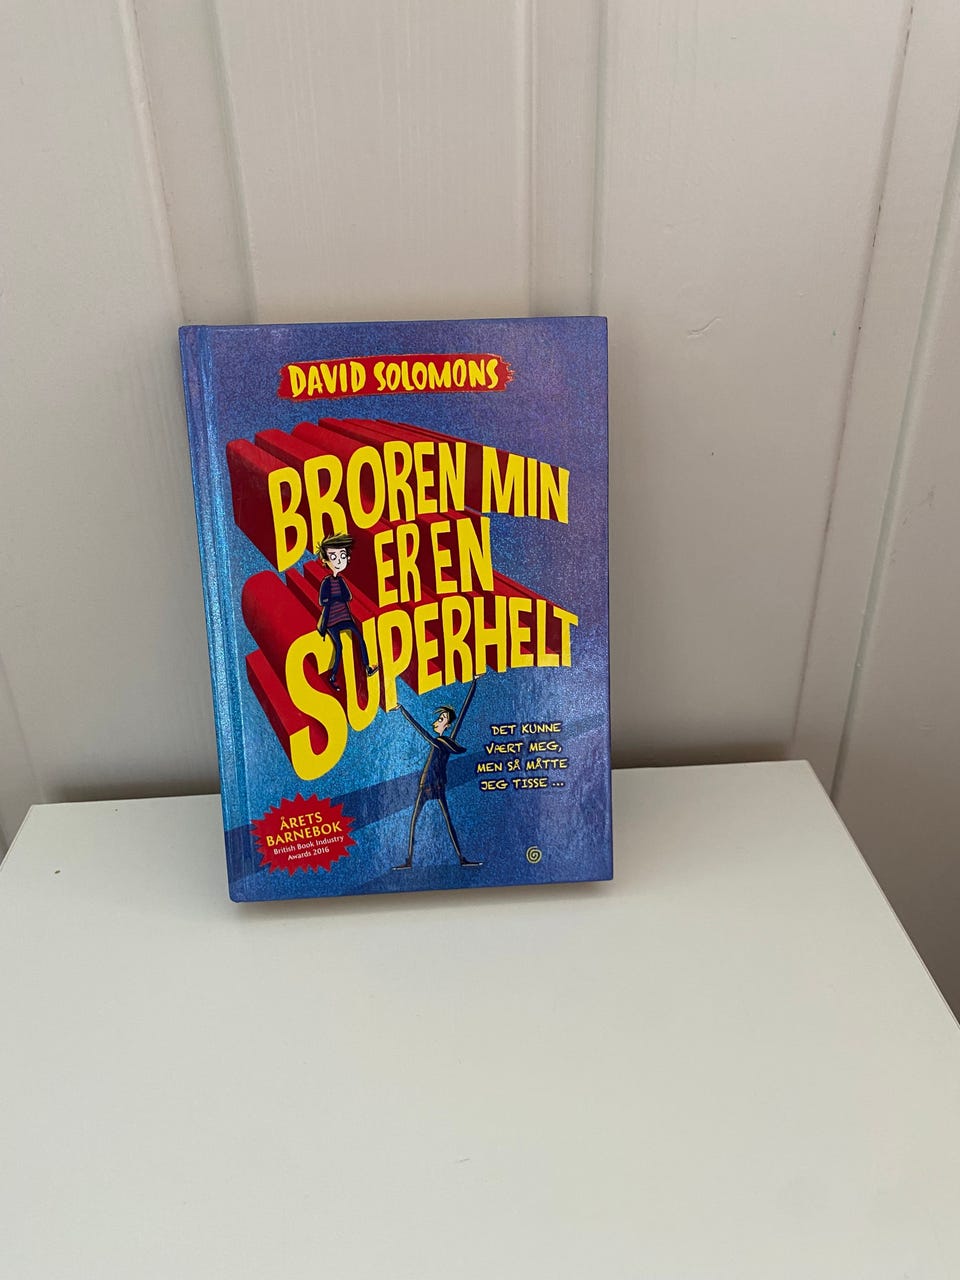 DAVID SOLOMONS
BROREN MIN
ER EN
SUPERHELT
DET KUNNE
VÆRT MEG,
MEN SÅ MÅTTE
JEG TISSE ...
ÅRETS
BARNEBOK
British Book Industry
Awards 2016